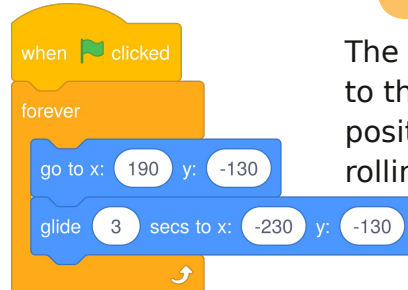 when clicked
forever
go to x: 190 y: -130
glide 3 secs to x: -230 y: -130
The
to th
posit
rollin